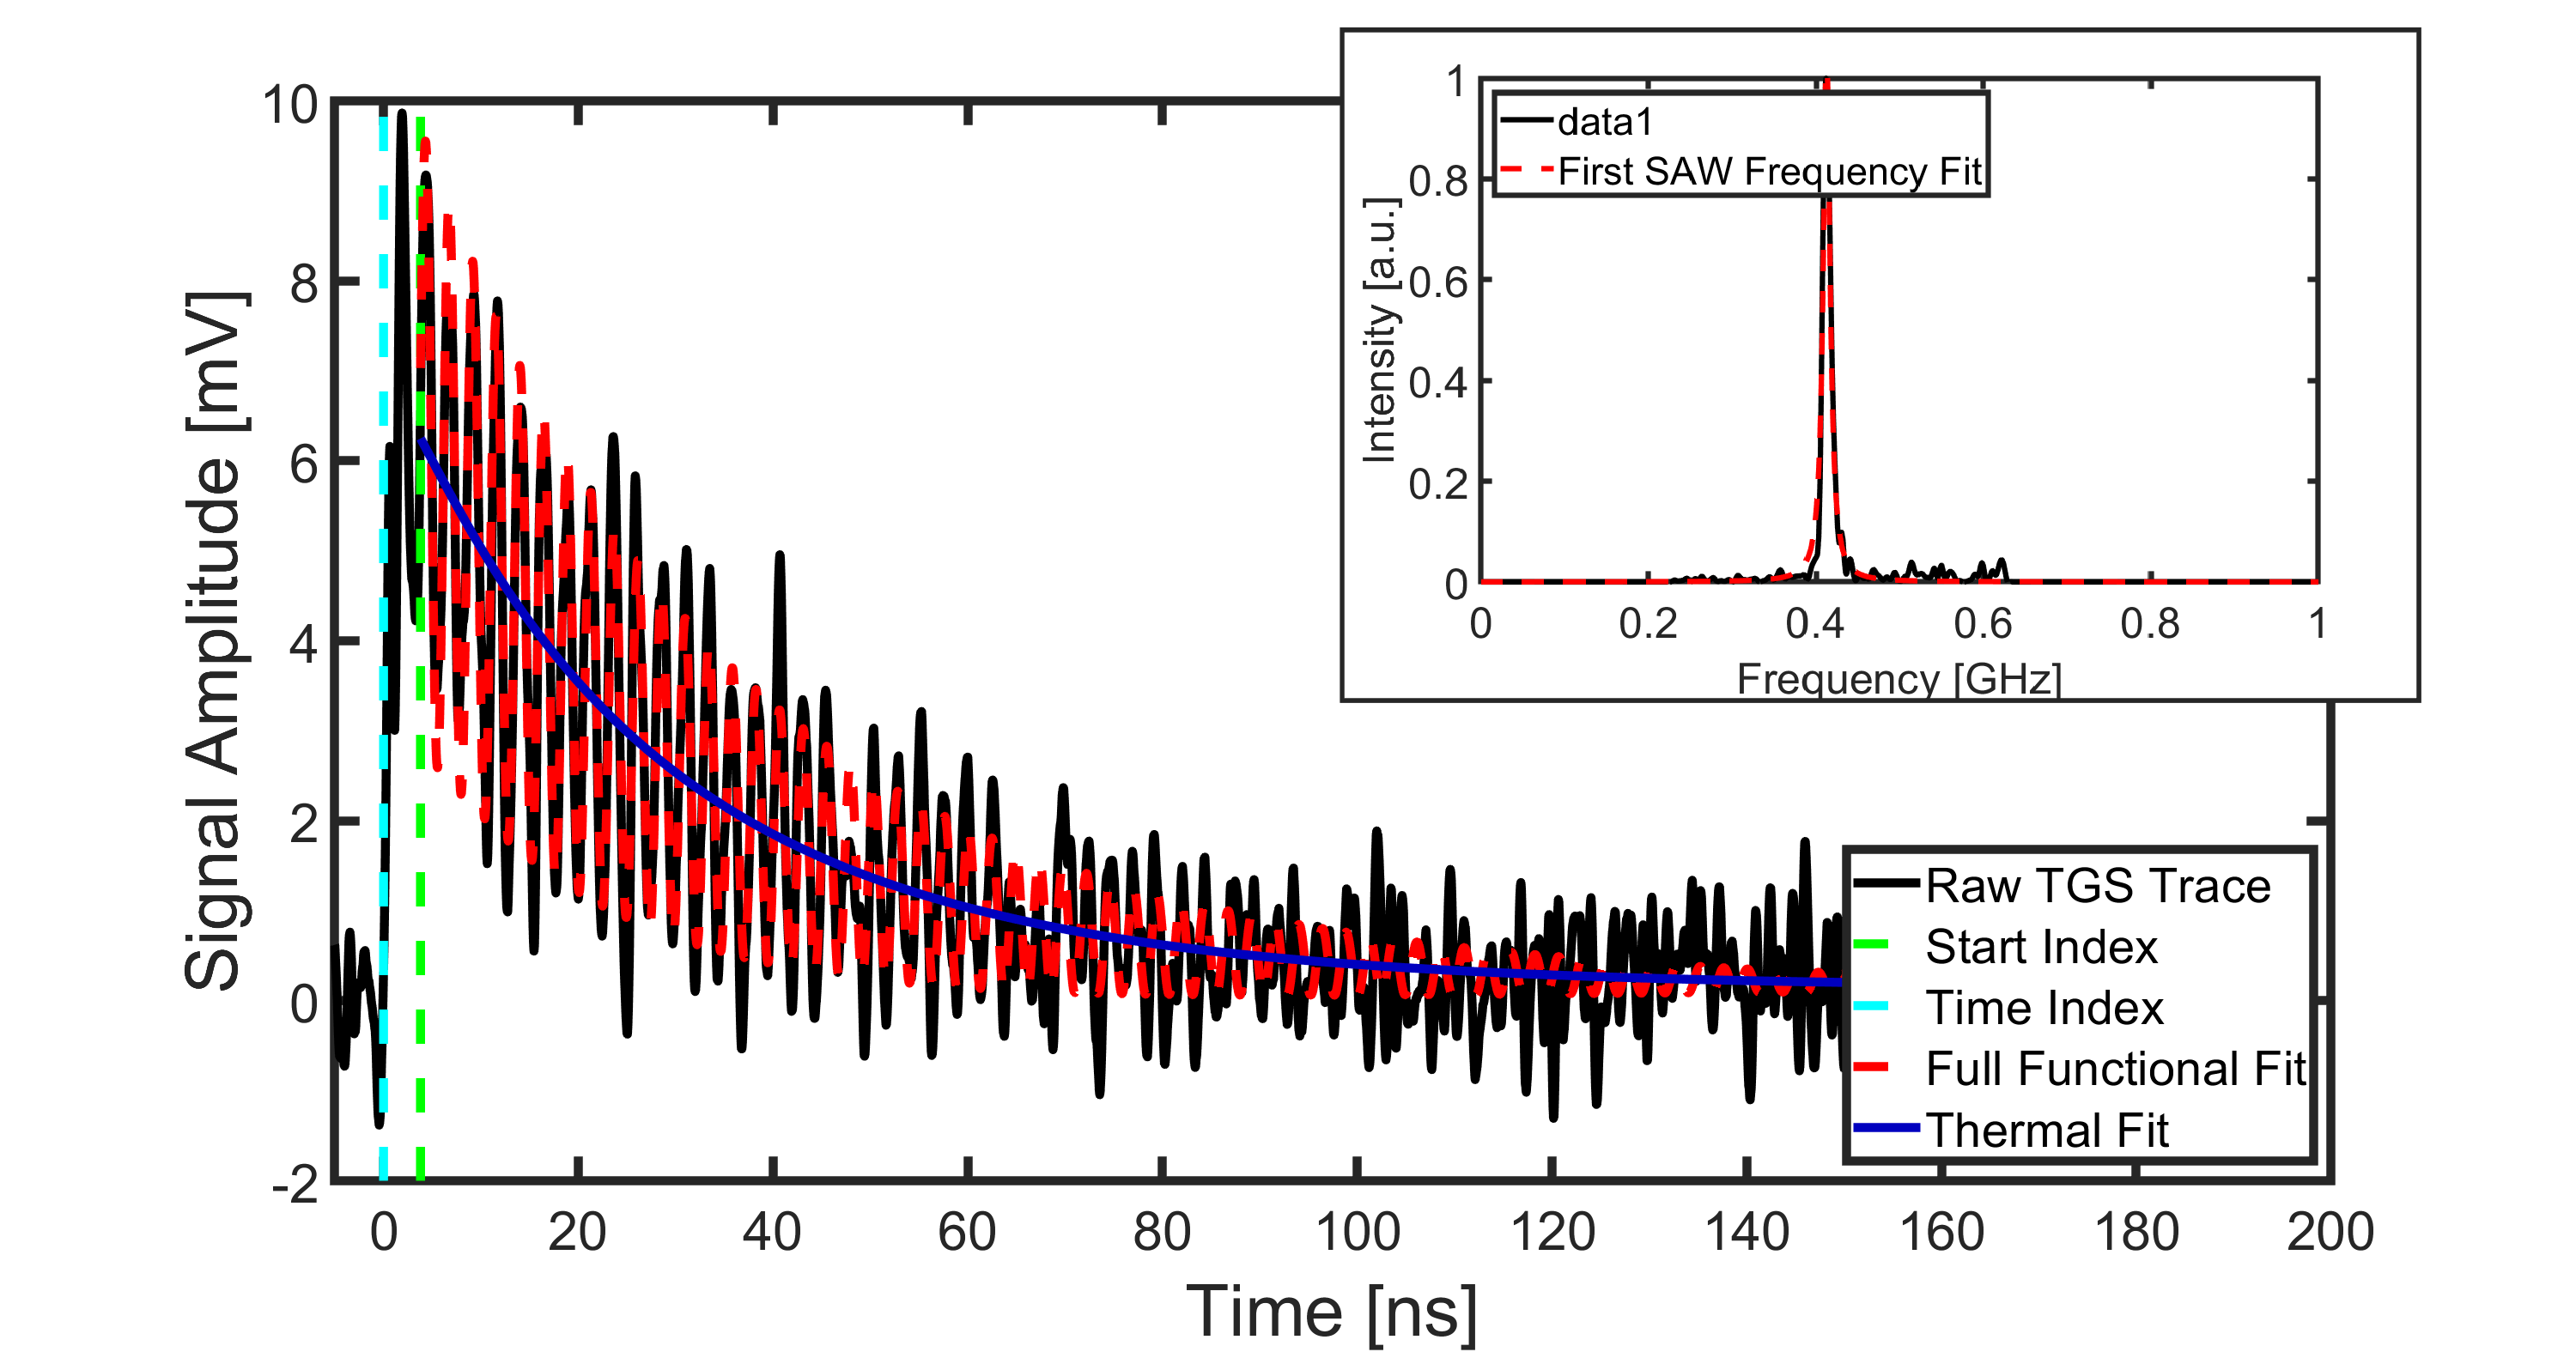 10
8
6
4
2
0
-2
Signal Amplitude [mV]
0 20 40 60 80 100 120 140 160 180 200
Time [ns]
Raw TGS Trace
Start Index
Time Index
Full Functional Fit
Thermal Fit
1
0.8
0.6
0.4
0.2
0
Intensity [a.u.]
data1
First SAW Frequency Fit
0 0.2 0.4 0.6 0.8 1
Frequency [GHz]